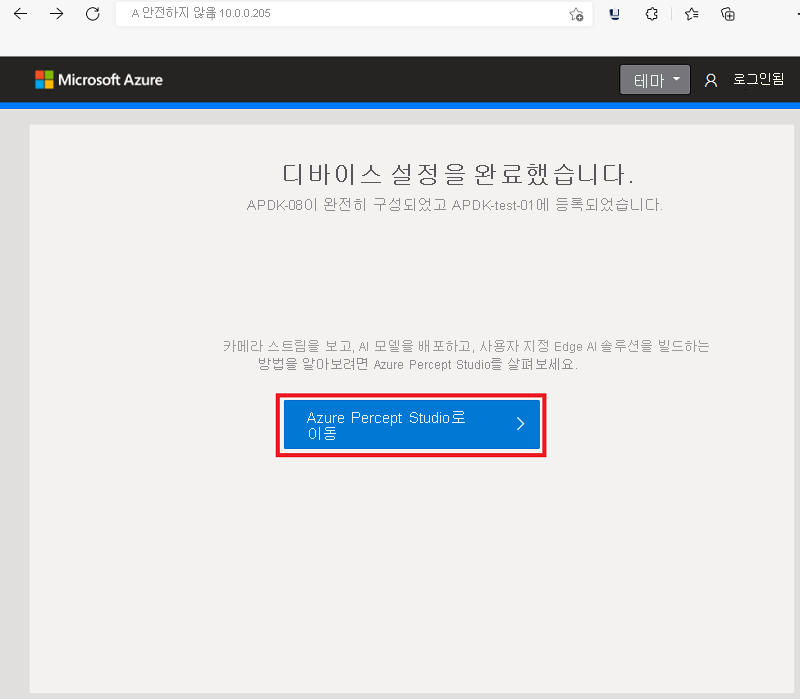 A 안전하지 않음 10.0.0.205
Microsoft Azure
테마
로그인됨
디바이스 설정을 완료했습니다.
APDK-08이 완전히 구성되었고 APDK-test-01에 등록되었습니다.
카메라 스트림을 보고, AI 모델을 배포하고, 사용자 지정 Edge AI 솔루션을 빌드하는
방법을 알아보려면 Azure Percept Studio를 살펴보세요.
Azure Percept Studio로
이동